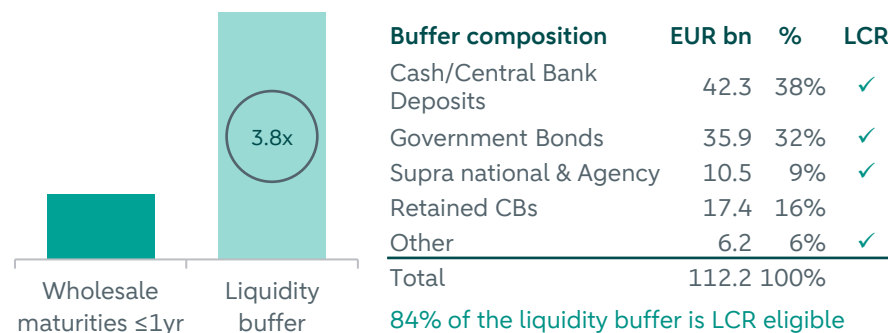 3.8x
Wholesale
maturities ≤1yr
Liquidity
buffer
Buffer composition EUR bn % LCR
Cash/Central Bank
Deposits 42.3 38% ✓
Government Bonds 35.9 32% ✓
Supra national & Agency 10.5 9% ✓
Retained CBs 17.4 16%
Other 6.2 6% ✓
Total 112.2 100%
84% of the liquidity buffer is LCR eligible